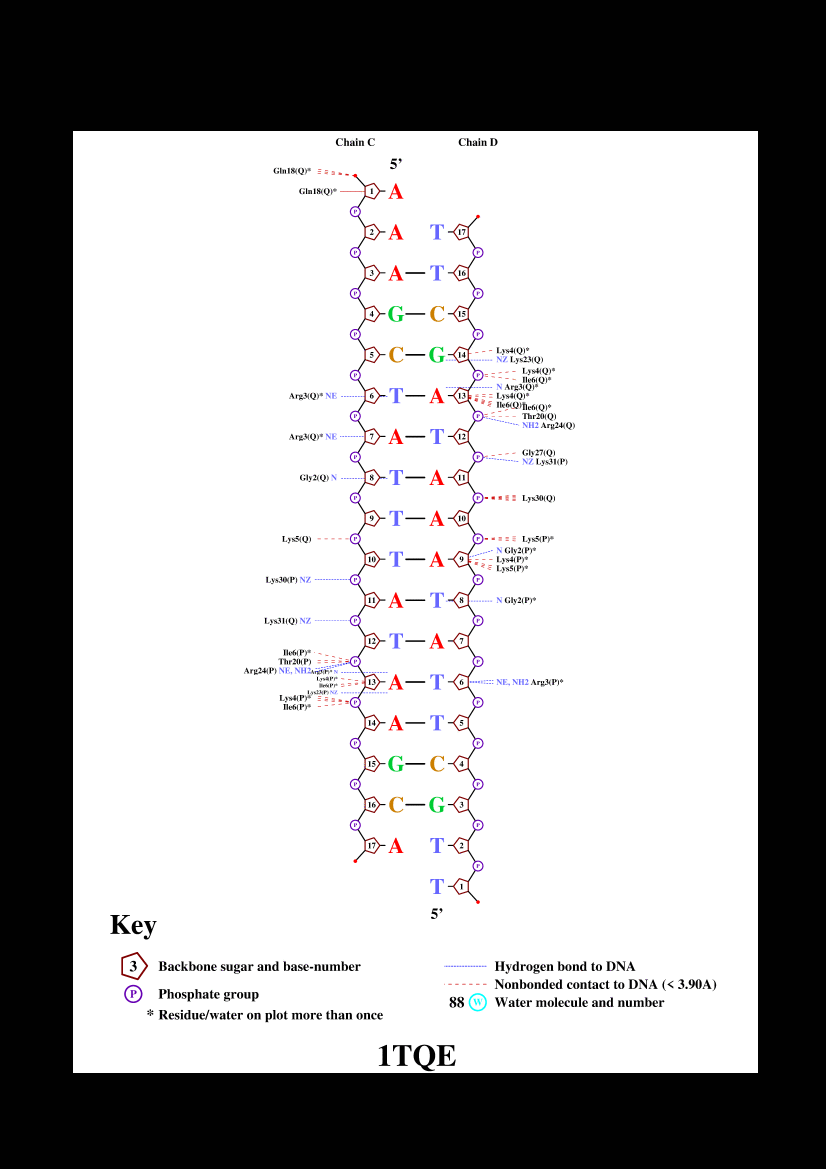 Chain C Chain D
5’
Gln18(Q)*
Gln18(Q)* 1 A
P
2 A T 17
P P
3 A T 16
P P
4 G C 15
P P
Lys4(Q)*
5 C G 14
NZ Lys23(Q)
Lys4(Q)*
P P
Ile6(Q)*
N Arg3(Q)*
Arg3(Q)* NE 6 T A 13 Lys4(Q)*
Ile6(Q)*
Ile6(Q)*
P P Thr20(Q)
NH2 Arg24(Q)
Arg3(Q)* NE 7 A T 12
Gly27(Q)
P P
NZ Lys31(P)
Gly2(Q) N 8 T A 11
P P Lys30(Q)
9 T A 10
Lys5(Q) P P Lys5(P)*
N Gly2(P)*
10 T A 9 Lys4(P)*
Lys5(P)*
Lys30(P) NZ P P
11 A T 8 N Gly2(P)*
Lys31(Q) NZ P P
12 T A 7
Ile6(P)*
Thr20(P) P P
Arg24(P) NE, NH2 Arg3(P)* N
Lys4(P)*
13 A T 6 NE, NH2 Arg3(P)*
Ile6(P)*
Lys23(P) NZ
Lys4(P)*
P P
Ile6(P)*
14 A T 5
P P
15 G C 4
P P
16 C G 3
P P
17 A T 2
P
T 1
5’
Key
3 Backbone sugar and base-number
P Phosphate group
* Residue/water on plot more than once
Hydrogen bond to DNA
Nonbonded contact to DNA (< 3.90A)
88 W Water molecule and number
1TQE